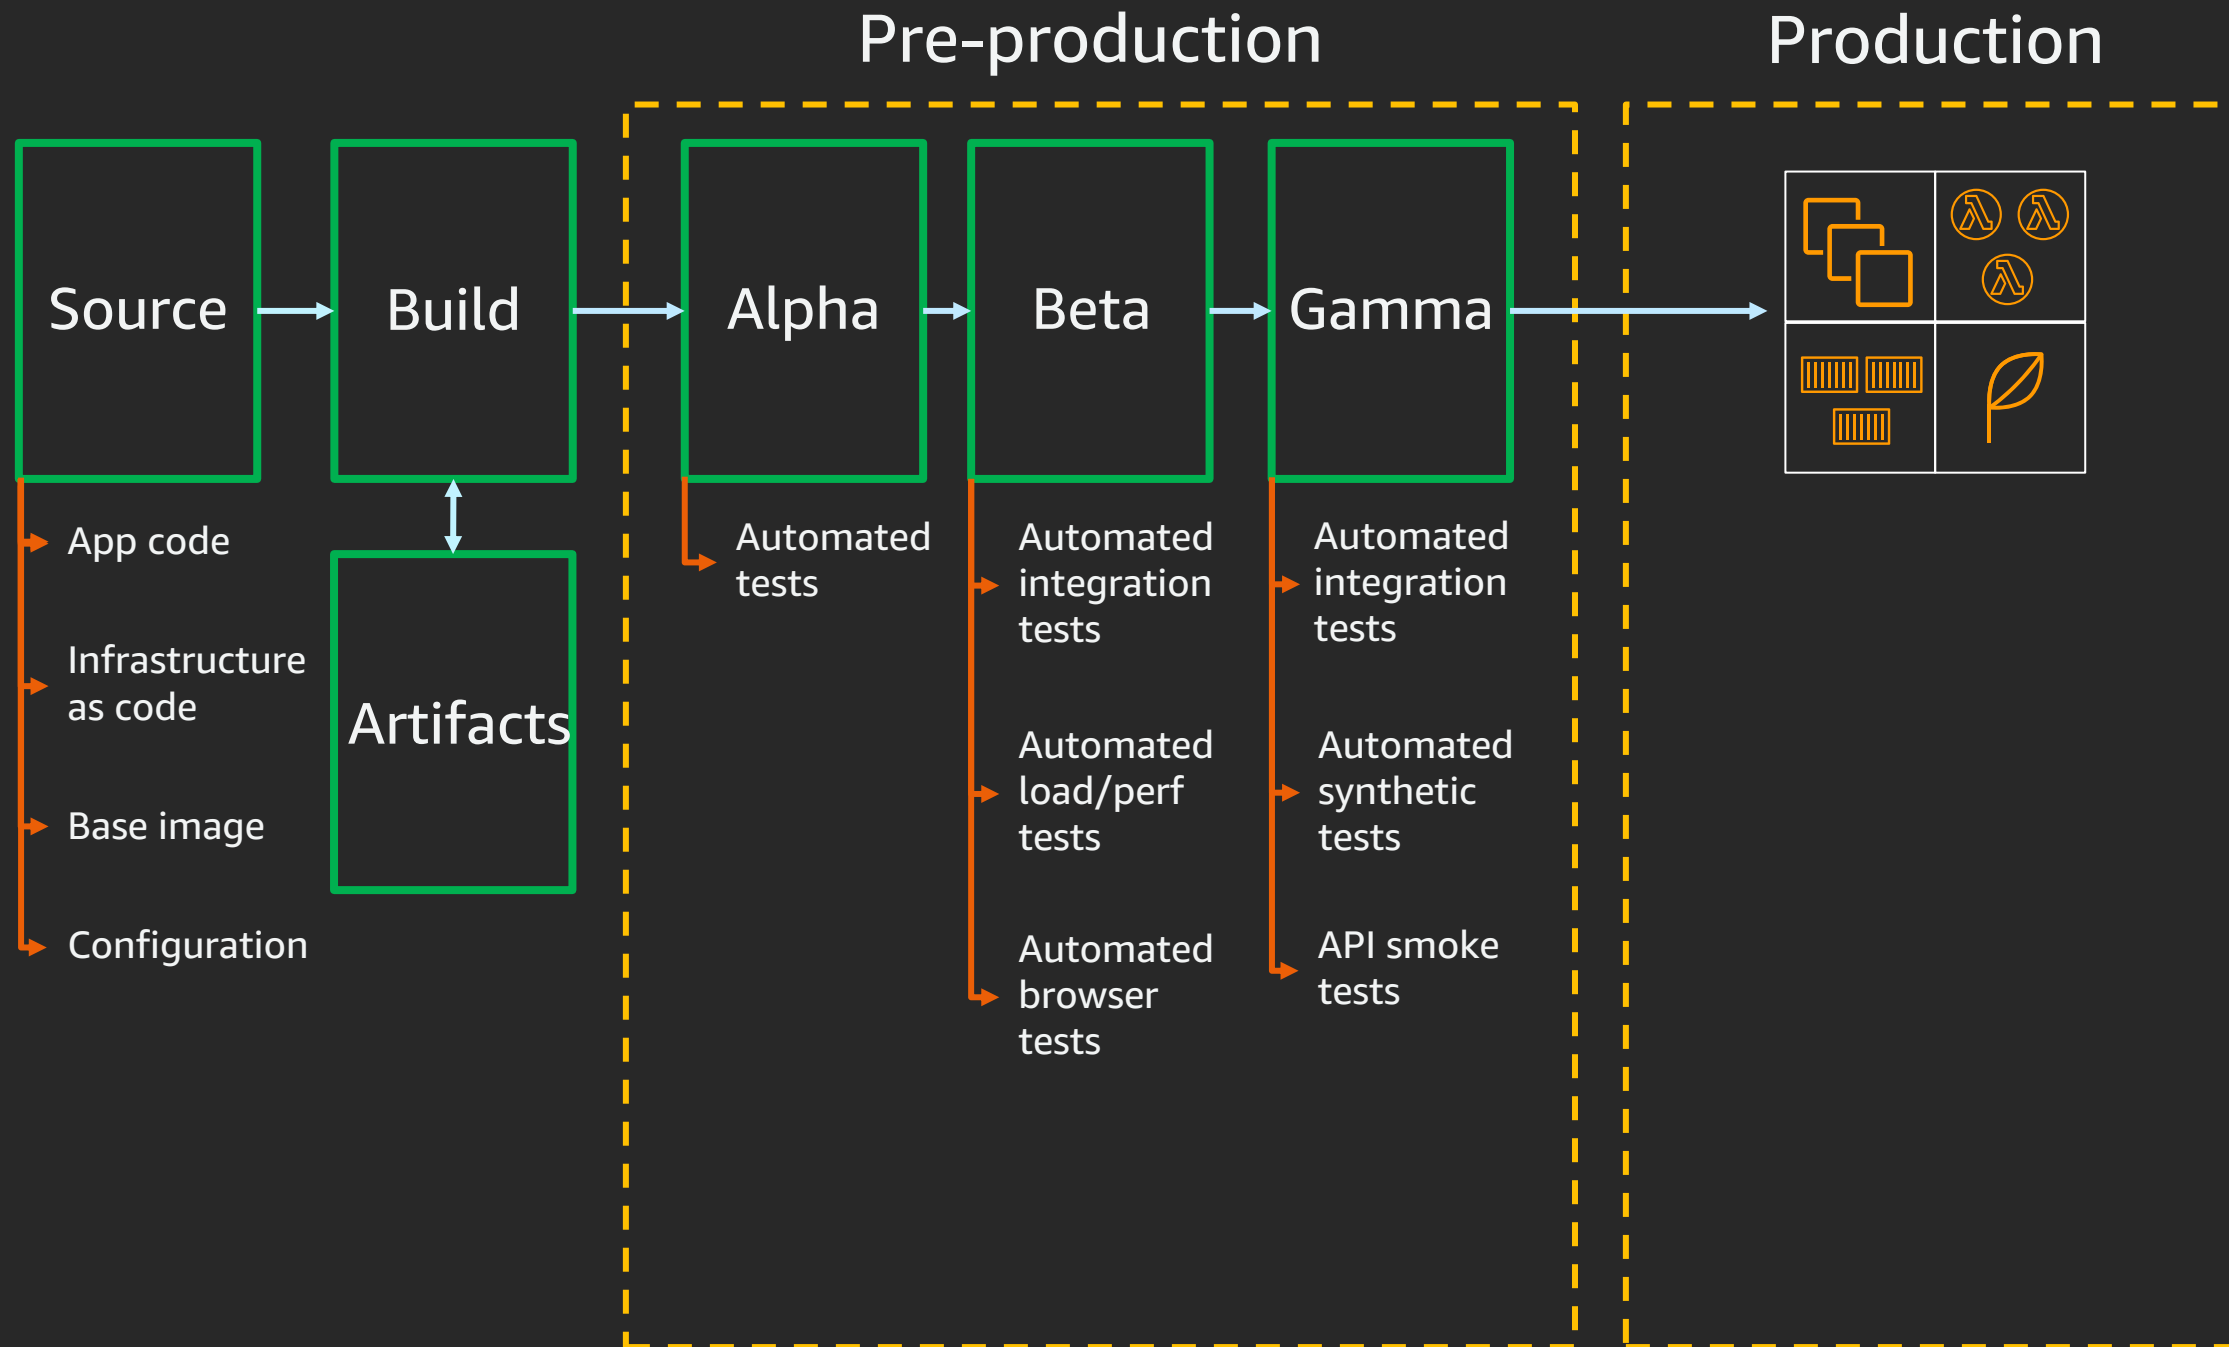 Pre-production
Production
Source
Build
Alpha
Beta
Gamma
App code
Infrastructure
as code
Base image
Configuration
Artifacts
Automated
tests
Automated
integration
tests
Automated
load/perf
tests
Automated
browser
tests
Automated
integration
tests
Automated
synthetic
tests
API smoke
tests